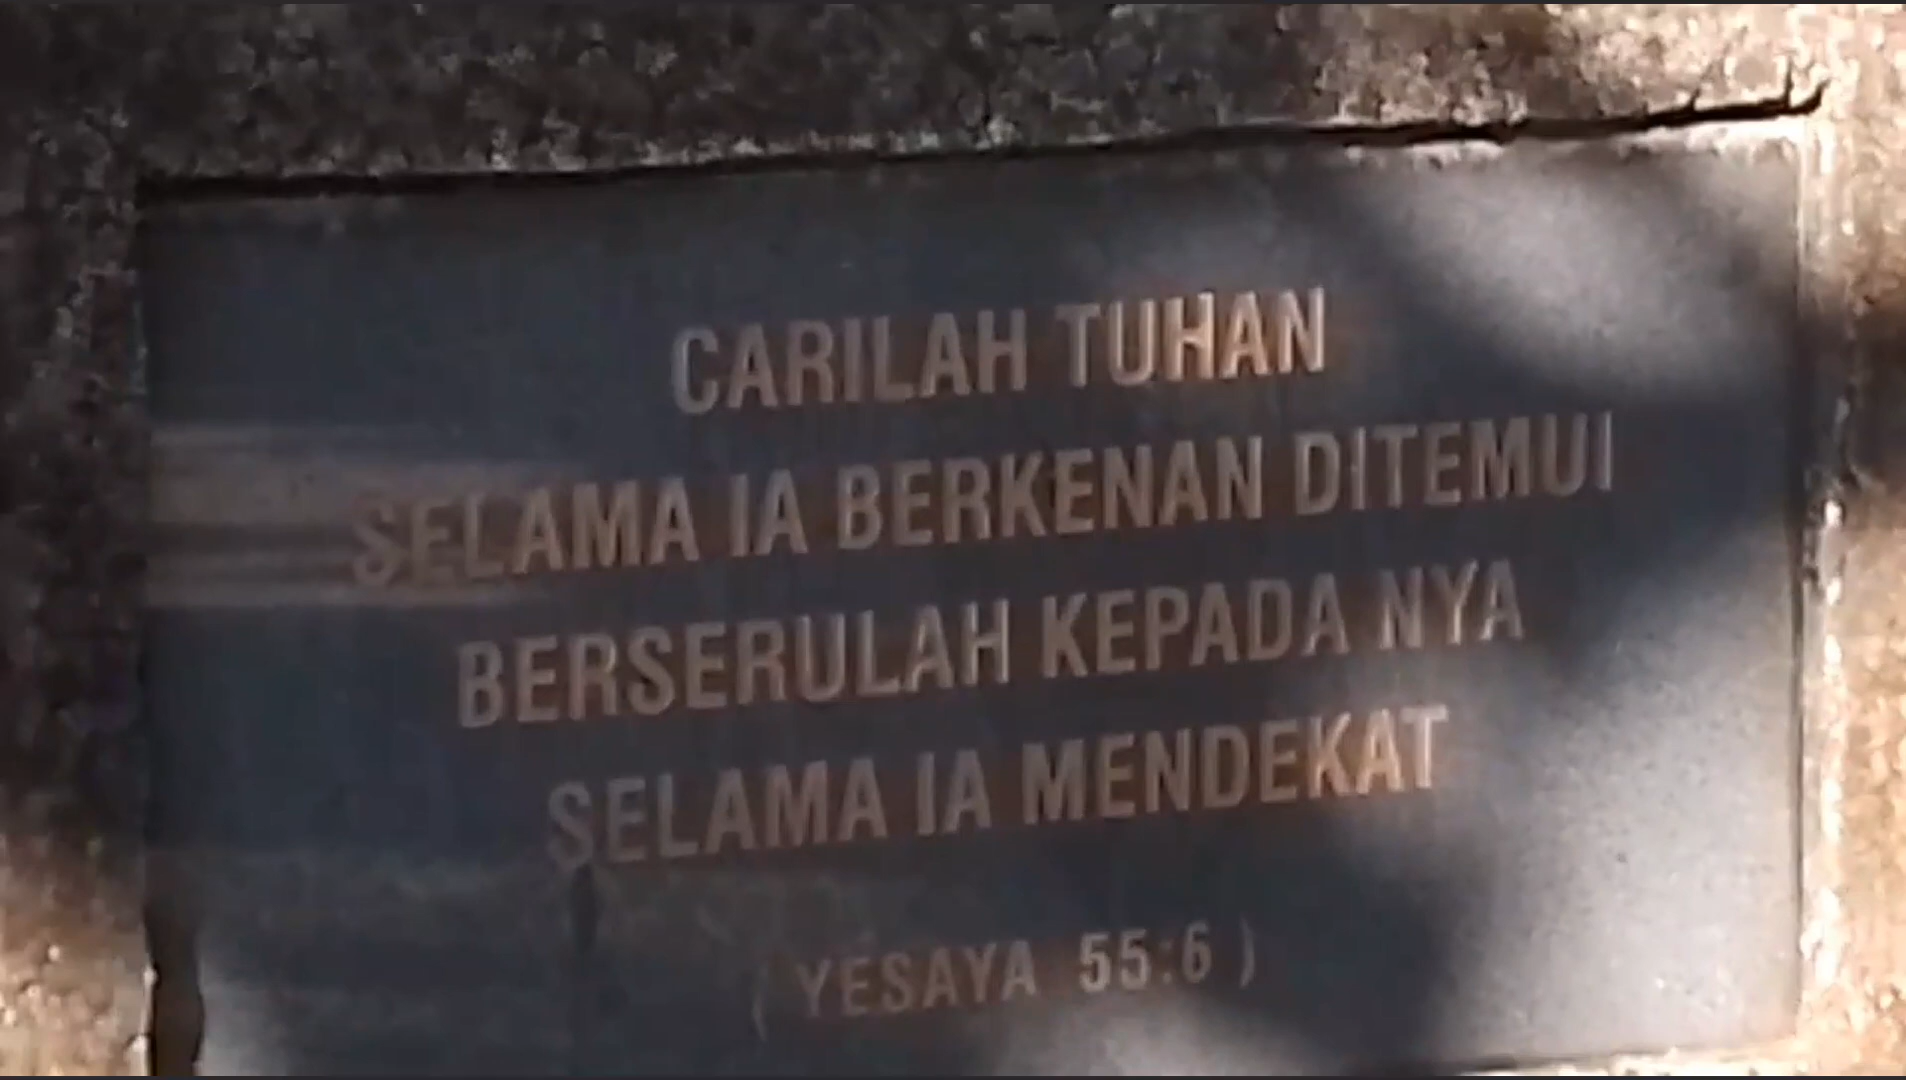 CARILAH TUHAN
SELAMA IA BERKENAN DITEMUI
BERSERULAH KEPADA NYA
SELAMA IA MENDEKAT
( YESAYA 55:6 )